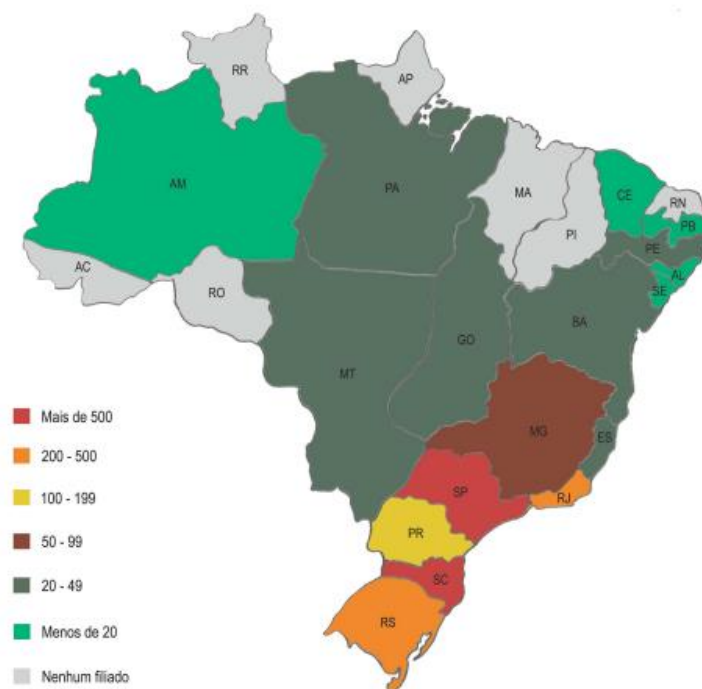 RR
AP
AM
PA
MA
CE
RN
PB
PI
PE
AL
SE
AC
RO
BA
GO
MT
MG
ES
SP
RJ
PR
SC
RS
Mais de 500
200 - 500
100 - 199
50 - 99
20 - 49
Menos de 20
Nenhum filiado